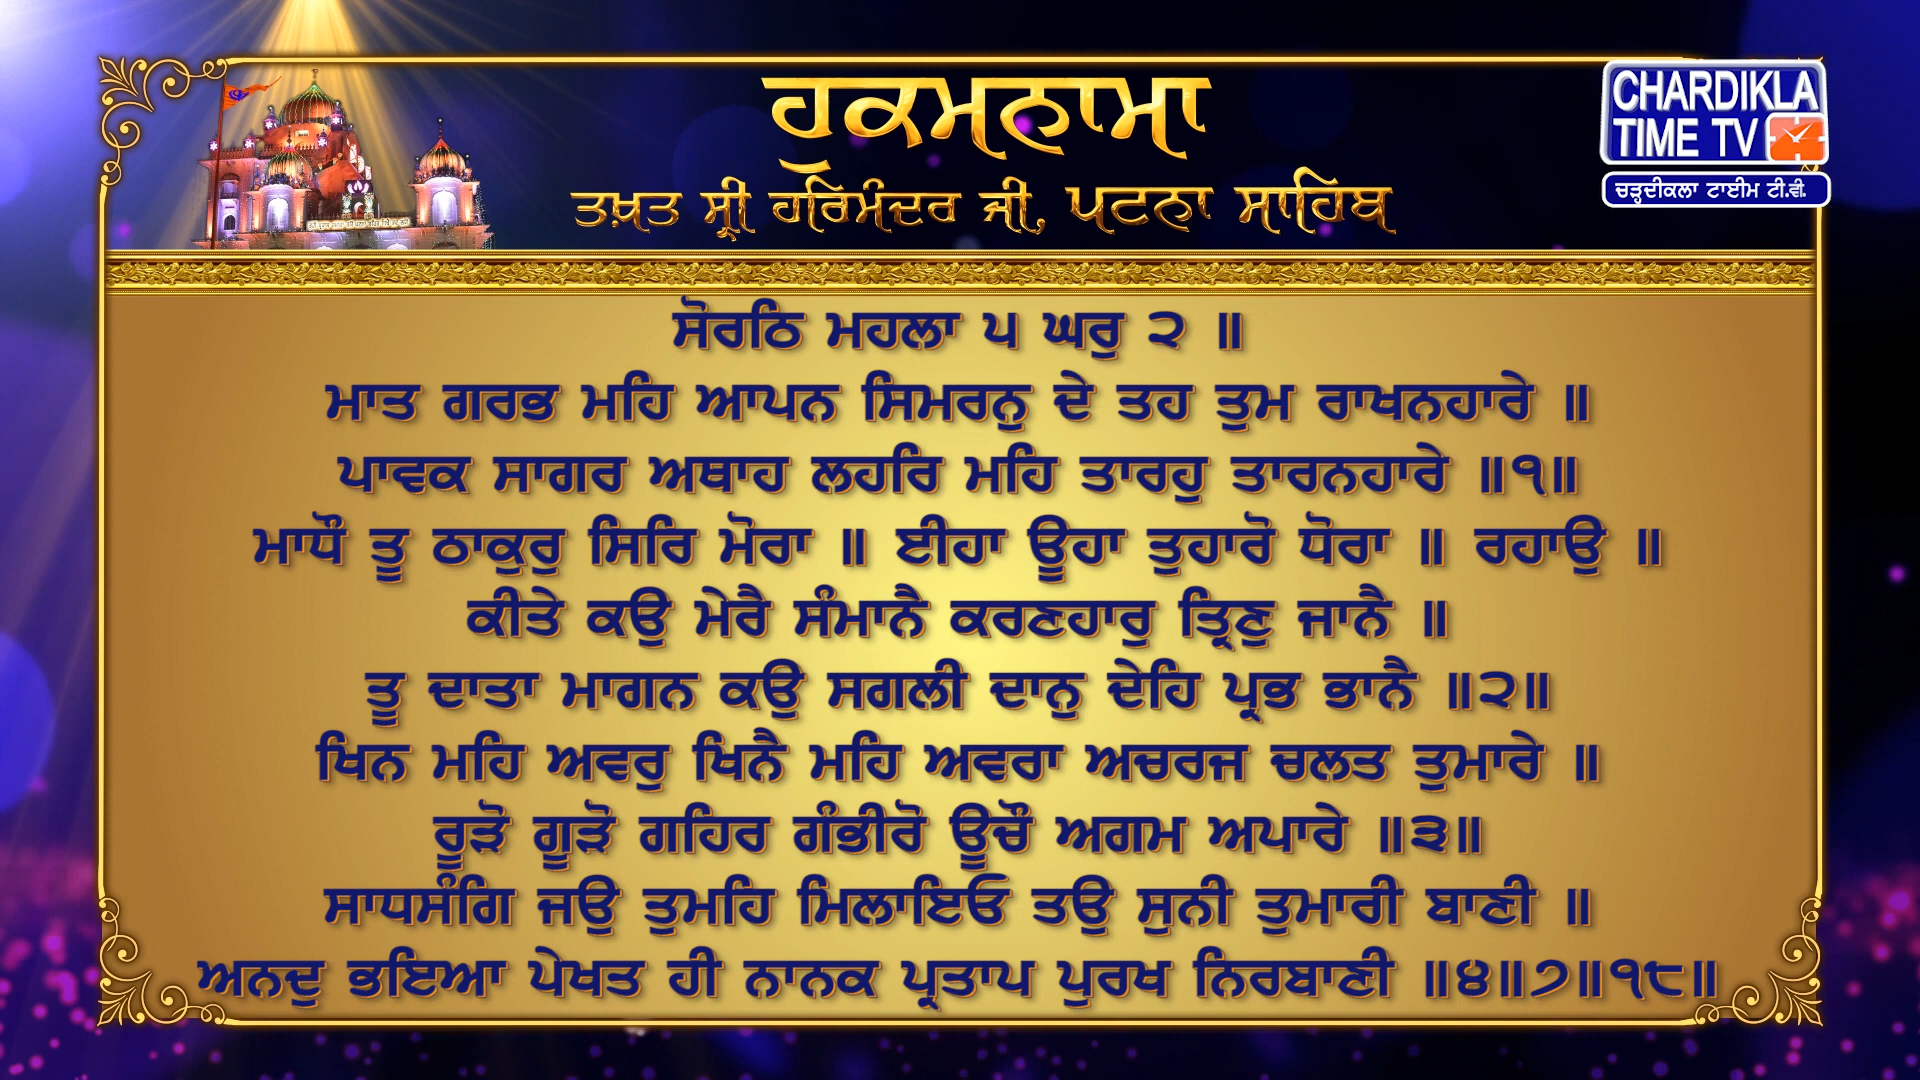 ਹੁਕਮਨਾਮਾ
ਤਖ਼ਤ ਸ੍ਰੀ ਹਰਿਮੰਦਰ ਜੀ, ਪਟਨਾ ਸਾਹਿਬ
CHARDIKLA
TIME TV
ਚੜ੍ਹਦੀਕਲਾ ਟਾਈਮ ਟੀ.ਵੀ.
ਸੋਰਠਿ ਮਹਲਾ ੫ ਘਰੁ ੨ ॥
ਮਾਤ ਗਰਭ ਮਹਿ ਆਪਨ ਸਿਮਰਨੁ ਦੇ ਤਹ ਤੁਮ ਰਾਖਨਹਾਰੇ ॥
ਪਾਵਕ ਸਾਗਰ ਅਥਾਹ ਲਹਰਿ ਮਹਿ ਤਾਰਹੁ ਤਾਰਨਹਾਰੇ ॥੧॥
ਮਾਧੌ ਤੂ ਠਾਕੁਰੁ ਸਿਰਿ ਮੋਰਾ ॥ ਈਹਾ ਊਹਾ ਤੁਹਾਰੋ ਧੋਰਾ ॥ ਰਹਾਉ ॥
ਕੀਤੇ ਕਉ ਮੇਰੈ ਸੰਮਾਨੈ ਕਰਣਹਾਰੁ ਤ੍ਰਿਣੁ ਜਾਨੈ ॥
ਤੂ ਦਾਤਾ ਮਾਗਨ ਕਉ ਸਗਲੀ ਦਾਨੁ ਦੇਹਿ ਪ੍ਰਭ ਭਾਨੈ ॥੨॥
ਖਿਨ ਮਹਿ ਅਵਰੁ ਖਿਨੈ ਮਹਿ ਅਵਰਾ ਅਚਰਜ ਚਲਤ ਤੁਮਾਰੇ ॥
ਰੂੜੋ ਗੂੜੋ ਗਹਿਰ ਗੰਭੀਰੋ ਊਚੌ ਅਗਮ ਅਪਾਰੇ ॥੩॥
ਸਾਧਸੰਗਿ ਜਉ ਤੁਮਹਿ ਮਿਲਾਇਓ ਤਉ ਸੁਨੀ ਤੁਮਾਰੀ ਬਾਣੀ ॥
ਅਨਦੁ ਭਇਆ ਪੇਖਤ ਹੀ ਨਾਨਕ ਪ੍ਰਤਾਪ ਪੁਰਖ ਨਿਰਬਾਣੀ ॥੪॥੭॥੧੮॥